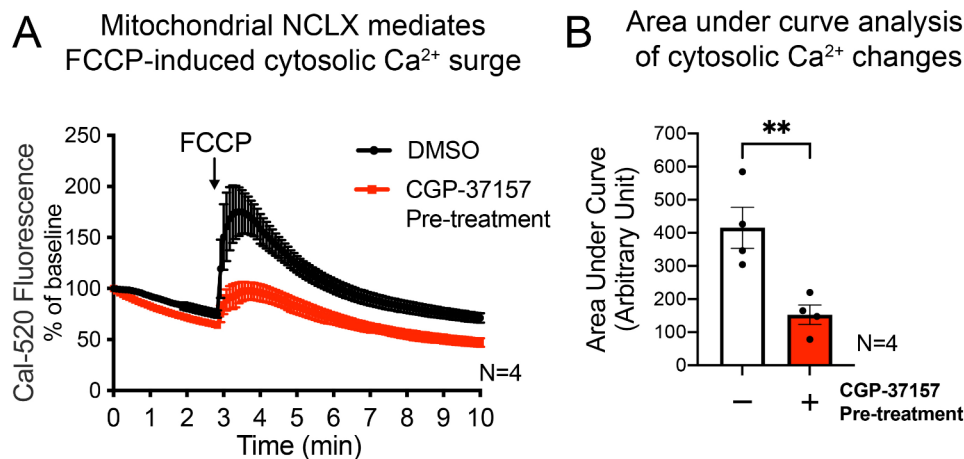 A
Mitochondrial NCLX mediates
FCCP-induced cytosolic Ca²⁺ surge
Cal-520 Fluorescence
% of baseline
250
200
150
100
50
0
FCCP
DMSO
CGP-37157
Pre-treatment
N=4
0 1 2 3 4 5 6 7 8 9 10
Time (min)
B
Area under curve analysis
of cytosolic Ca²⁺ changes
Area Under Curve
(Arbitrary Unit)
700
600
500
400
300
200
100
0
**
N=4
− +
CGP-37157
Pre-treatment